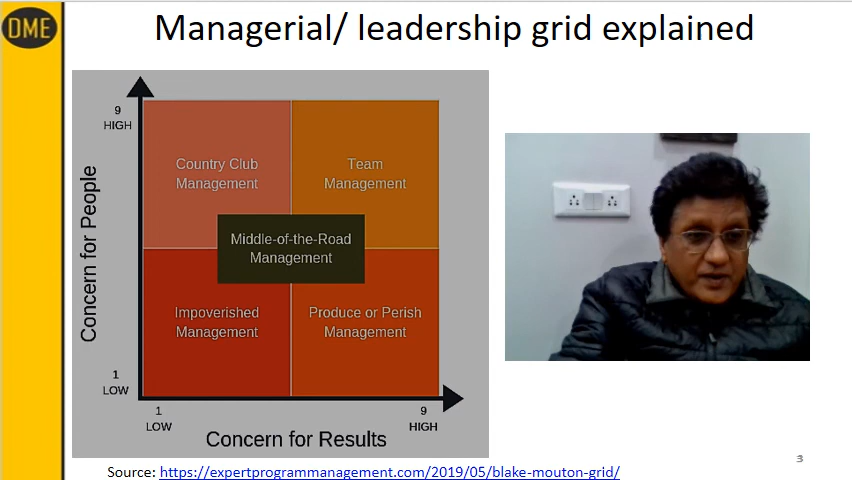 DME
Managerial/ leadership grid explained
9
HIGH
Concern for People
Country Club
Management
Team
Management
Middle-of-the-Road
Management
Impoverished
Management
Produce or Perish
Management
1
LOW
1
LOW
9
HIGH
Concern for Results
3
Source: https://expertprogrammanagement.com/2019/05/blake-mouton-grid/